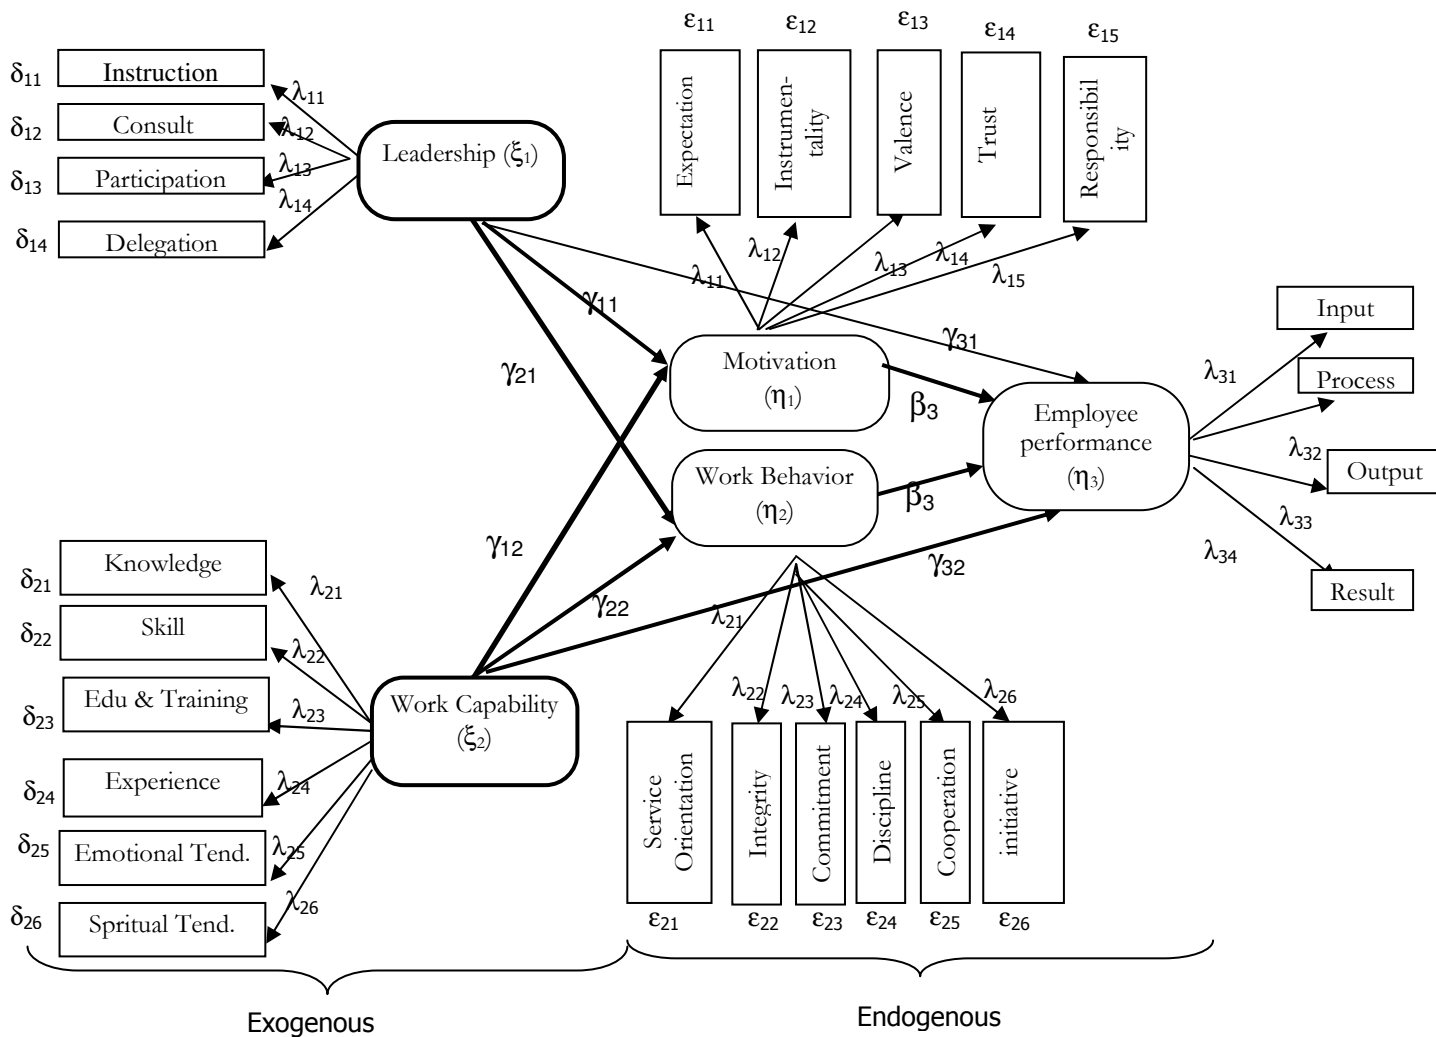 δ11
Instruction
λ11
δ12
Consult
λ12
δ13
Participation
λ13
δ14
Delegation
λ14
Leadership (ξ1)
ε11
ε12
ε13
ε14
ε15
Expectation
Instrumen-
tality
Valence
Trust
Responsibil
ity
λ11
λ12
λ13
λ14
λ15
γ11
γ21
γ31
Motivation
(η1)
β3
Work Behavior
(η2)
β3
Employee
performance
(η3)
Input
λ31
Process
λ32
Output
λ33
λ34
Result
γ12
γ22
γ32
δ21
Knowledge
λ21
δ22
Skill
λ22
δ23
Edu & Training
λ23
δ24
Experience
λ24
δ25
Emotional Tend.
λ25
δ26
Spritual Tend.
λ26
Work Capability
(ξ2)
λ21
λ22
λ23
λ24
λ25
λ26
Service
Orientation
Integrity
Commitment
Discipline
Cooperation
initiative
ε21
ε22
ε23
ε24
ε25
ε26
Exogenous
Endogenous